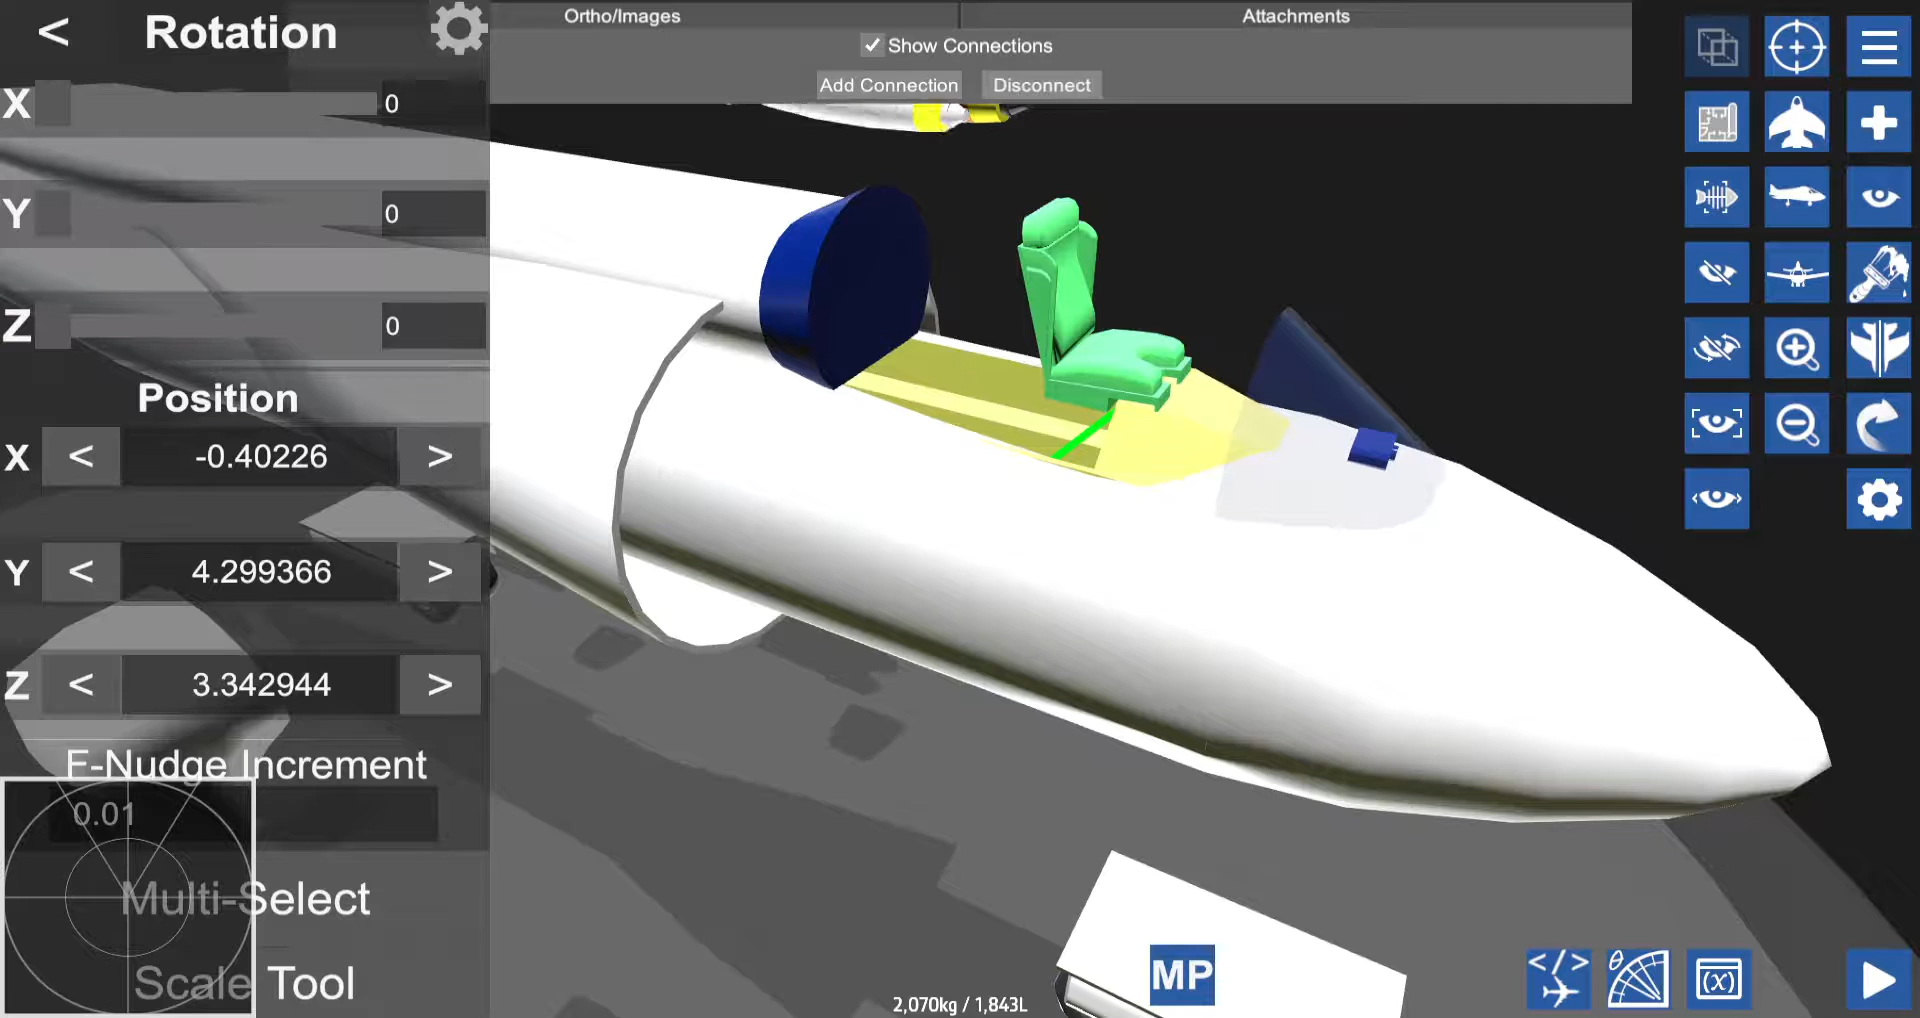 < Rotation
Ortho/Images
Attachments
Show Connections
Add Connection
Disconnect
X 0
Y 0
Z 0
Position
X < -0.40226 >
Y < 4.299366 >
Z < 3.342944 >
F-Nudge Increment
0.01
Multi-Select
Scale Tool
2,070kg / 1,843L
MP
</>
θ
(x)